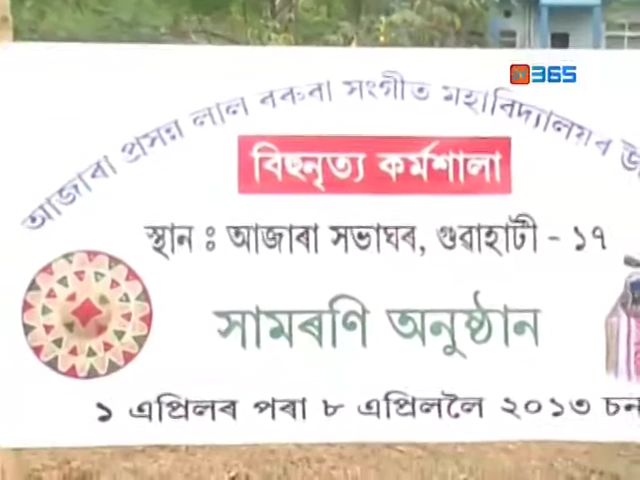 365
আজাৰা প্ৰসন্ন লাল বৰুৱা সংগীত মহাবিদ্যালয়ৰ
বিহুনৃত্য কৰ্মশালা
স্থান ঃ আজাৰা সভাঘৰ, গুৱাহাটী - ১৭
সামৰণি অনুষ্ঠান
১ এপ্ৰিলৰ পৰা ৮ এপ্ৰিললৈ ২০১৩ চন